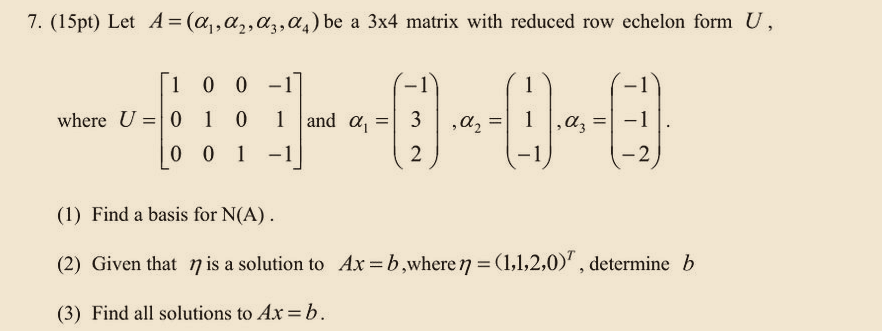 7. (15pt) Let A = (α₁, α₂, α₃, α₄) be a 3x4 matrix with reduced row echelon form U ,
where U = [1 0 0 −1; 0 1 0 1; 0 0 1 −1] and α₁ = (−1; 3; 2), α₂ = (1; 1; −1), α₃ = (−1; −1; −2).
(1) Find a basis for N(A) .
(2) Given that η is a solution to Ax = b ,where η = (1,1,2,0)ᵀ , determine b
(3) Find all solutions to Ax = b .